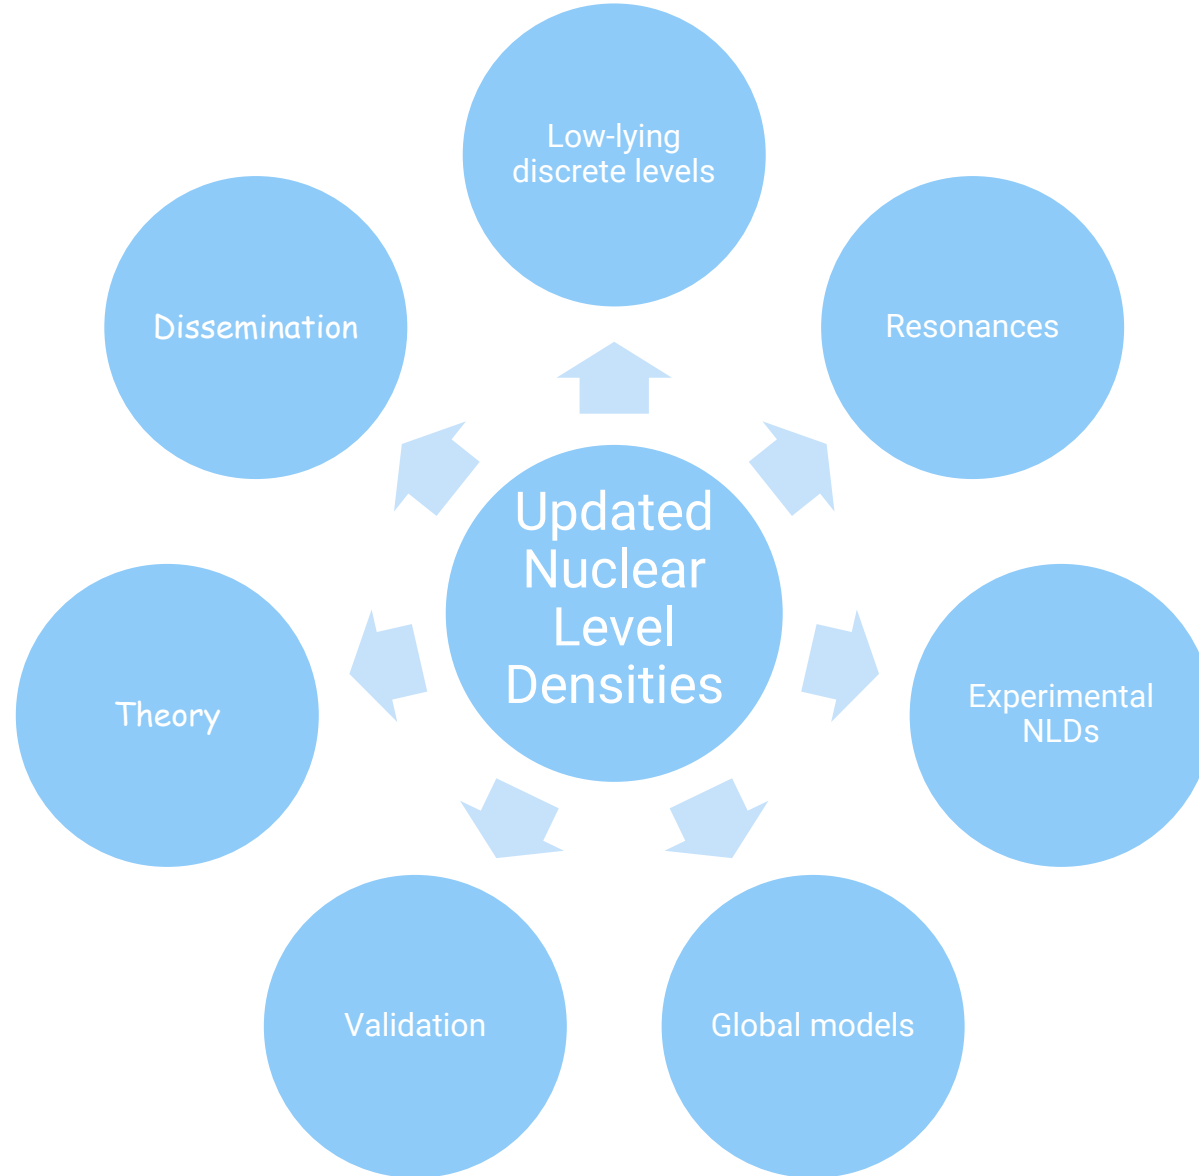 Low-lying
discrete levels
Dissemination
Resonances
Updated
Nuclear
Level
Densities
Theory
Experimental
NLDs
Validation
Global models